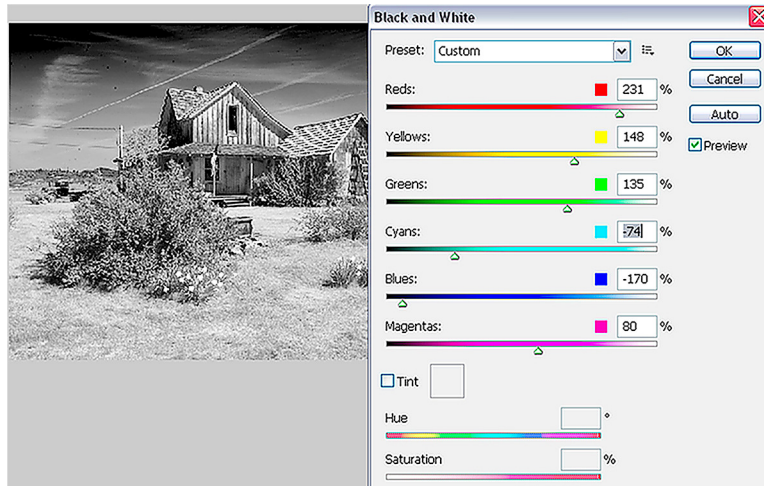 Black and White
Preset: Custom OK
Reds: 231 % Cancel
Auto
Yellows: 148 % Preview
Greens: 135 %
Cyans: -74 %
Blues: -170 %
Magentas: 80 %
Tint
Hue °
Saturation %